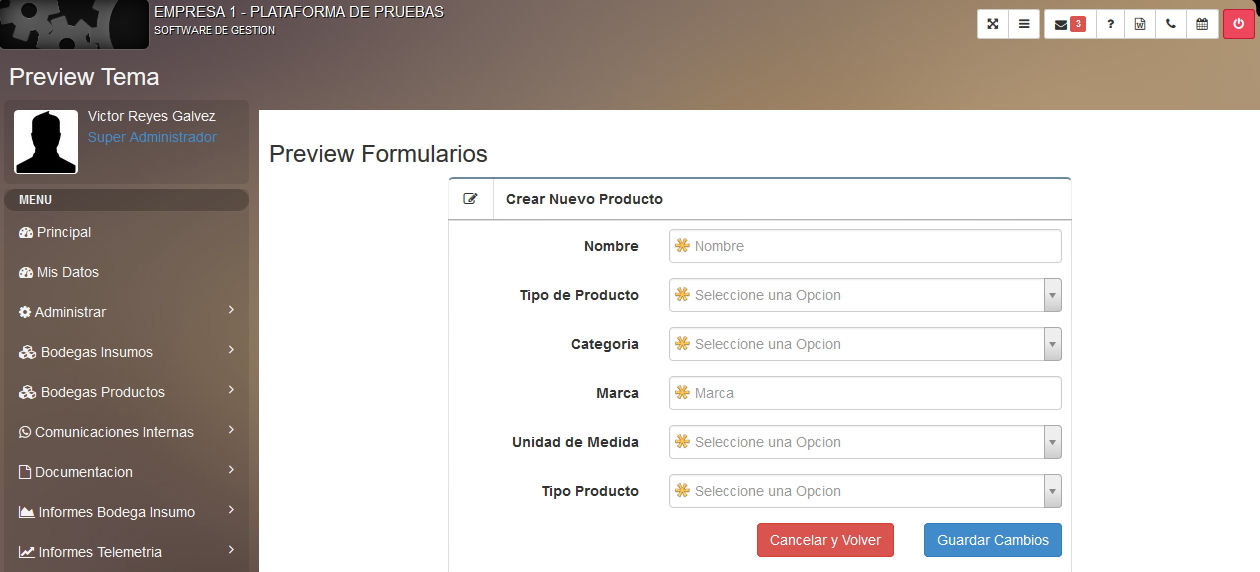 EMPRESA 1 - PLATAFORMA DE PRUEBAS
SOFTWARE DE GESTION
3
?
Preview Tema
Victor Reyes Galvez
Super Administrador
MENU
Principal
Mis Datos
Administrar
Bodegas Insumos
Bodegas Productos
Comunicaciones Internas
Documentacion
Informes Bodega Insumo
Informes Telemetria
Preview Formularios
Crear Nuevo Producto
Nombre Nombre
Tipo de Producto Seleccione una Opcion
Categoria Seleccione una Opcion
Marca Marca
Unidad de Medida Seleccione una Opcion
Tipo Producto Seleccione una Opcion
Cancelar y Volver Guardar Cambios